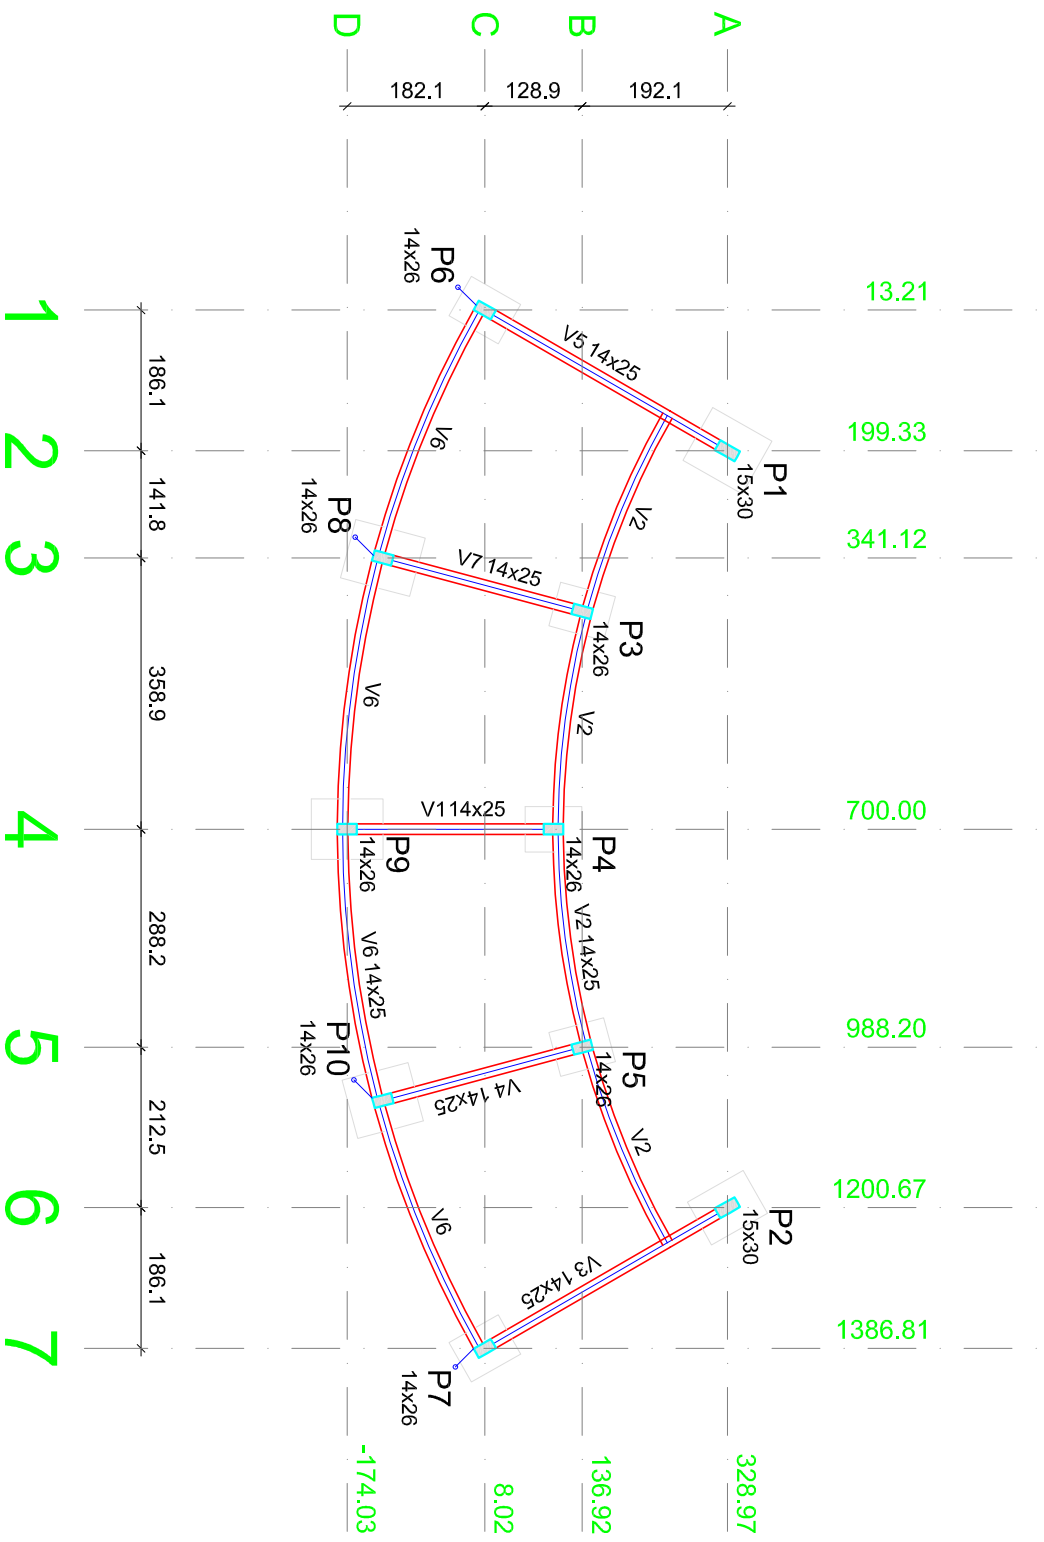 D
C
B
A
182.1
128.9
192.1
13.21
199.33
341.12
700.00
988.20
1200.67
1386.81
1
2
3
4
5
6
7
186.1
141.8
358.9
288.2
212.5
186.1
P6
14x26
V5 14x25
P1
15x30
V6
V2
P8
14x26
V7 14x25
P3
14x26
V6
V2
V114x25
P9
14x26
P4
14x26
V6 14x25
V2 14x25
P10
14x26
V4 14x25
P5
14x26
V6
V2
V3 14x25
P2
15x30
P7
14x26
-174.03
8.02
136.92
328.97